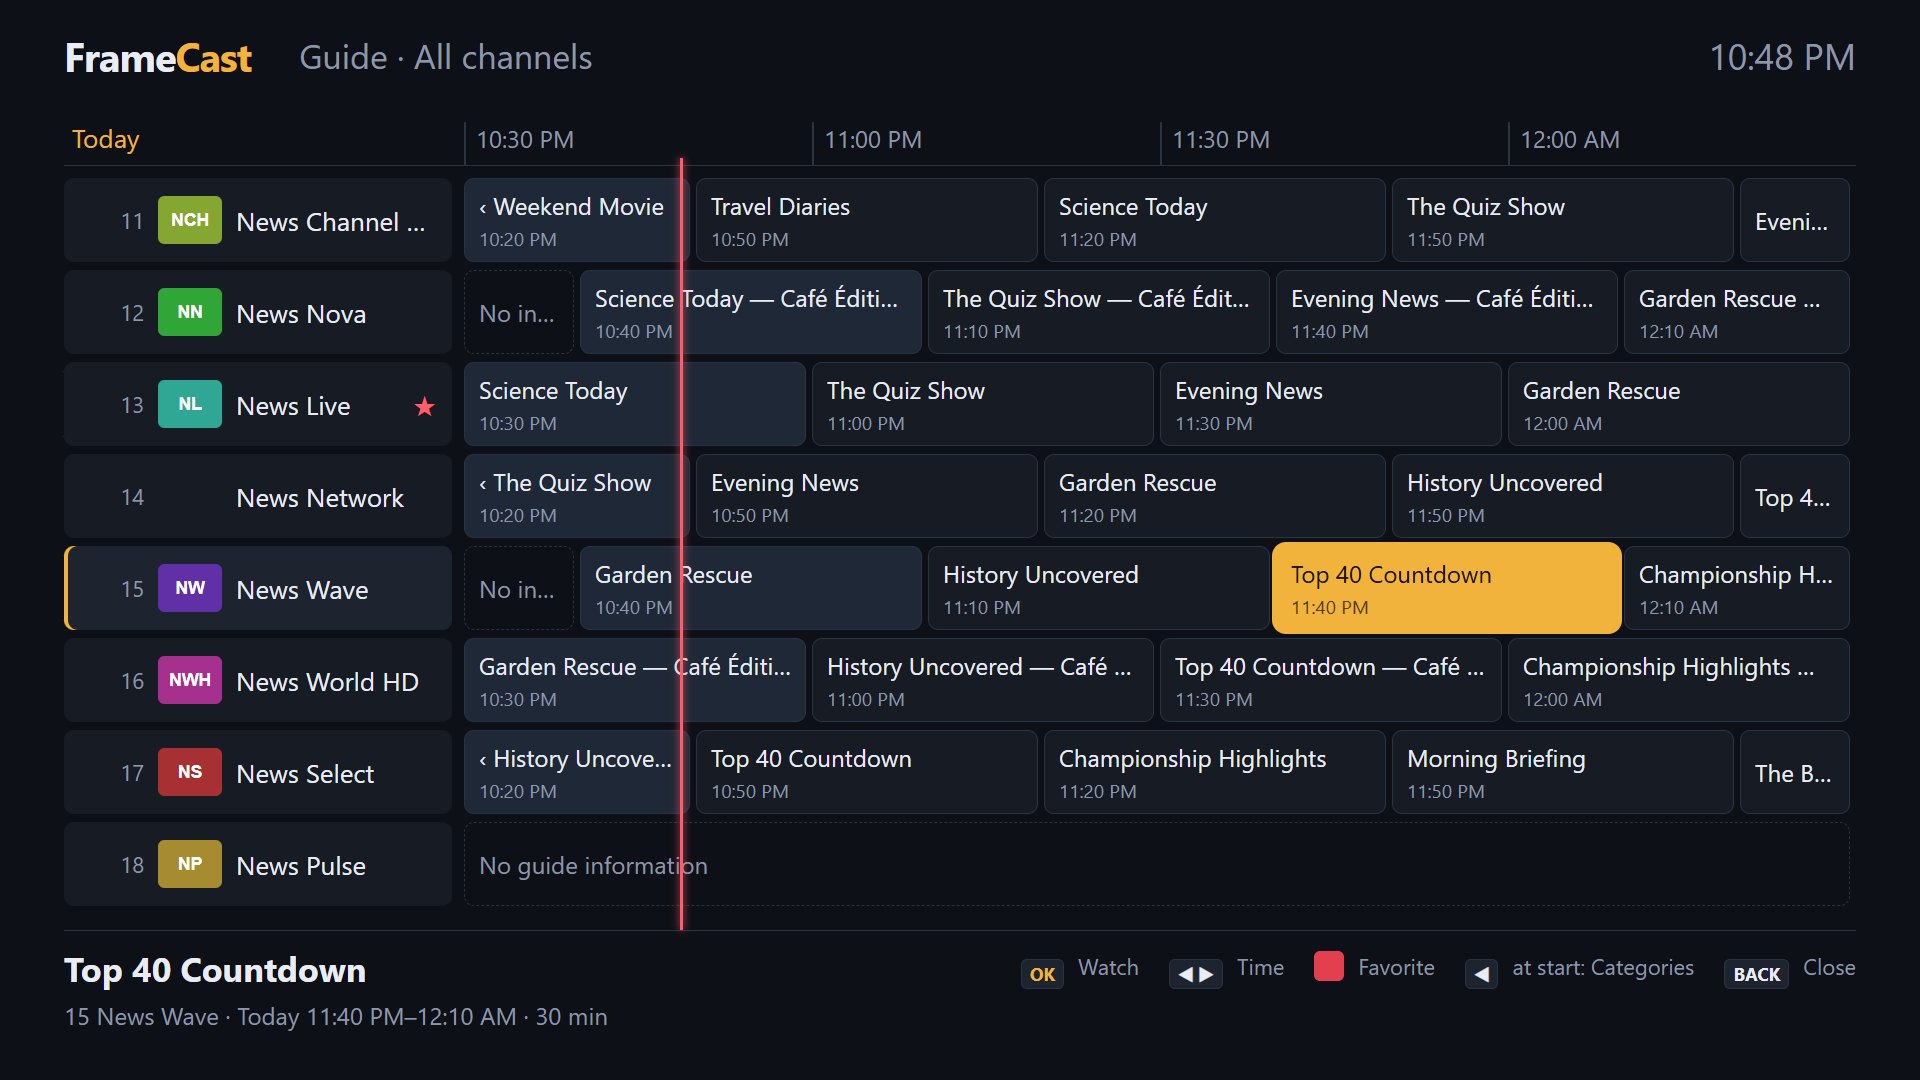 FrameCast Guide · All channels 10:48 PM
Today 10:30 PM 11:00 PM 11:30 PM 12:00 AM
11 NCH News Channel ... ‹ Weekend Movie Travel Diaries Science Today The Quiz Show Eveni...
10:20 PM 10:50 PM 11:20 PM 11:50 PM
12 NN News Nova No in... Science Today — Café Éditi... The Quiz Show — Café Édit... Evening News — Café Éditi... Garden Rescue ...
10:40 PM 11:10 PM 11:40 PM 12:10 AM
13 NL News Live ★ Science Today The Quiz Show Evening News Garden Rescue
10:30 PM 11:00 PM 11:30 PM 12:00 AM
14 News Network ‹ The Quiz Show Evening News Garden Rescue History Uncovered Top 4...
10:20 PM 10:50 PM 11:20 PM 11:50 PM
15 NW News Wave No in... Garden Rescue History Uncovered Top 40 Countdown Championship H...
10:40 PM 11:10 PM 11:40 PM 12:10 AM
16 NWH News World HD Garden Rescue — Café Éditi... History Uncovered — Café ... Top 40 Countdown — Café ... Championship Highlights ...
10:30 PM 11:00 PM 11:30 PM 12:00 AM
17 NS News Select ‹ History Uncove... Top 40 Countdown Championship Highlights Morning Briefing The B...
10:20 PM 10:50 PM 11:20 PM 11:50 PM
18 NP News Pulse No guide information
Top 40 Countdown OK Watch ◀ ▶ Time Favorite ◀ at start: Categories BACK Close
15 News Wave · Today 11:40 PM–12:10 AM · 30 min